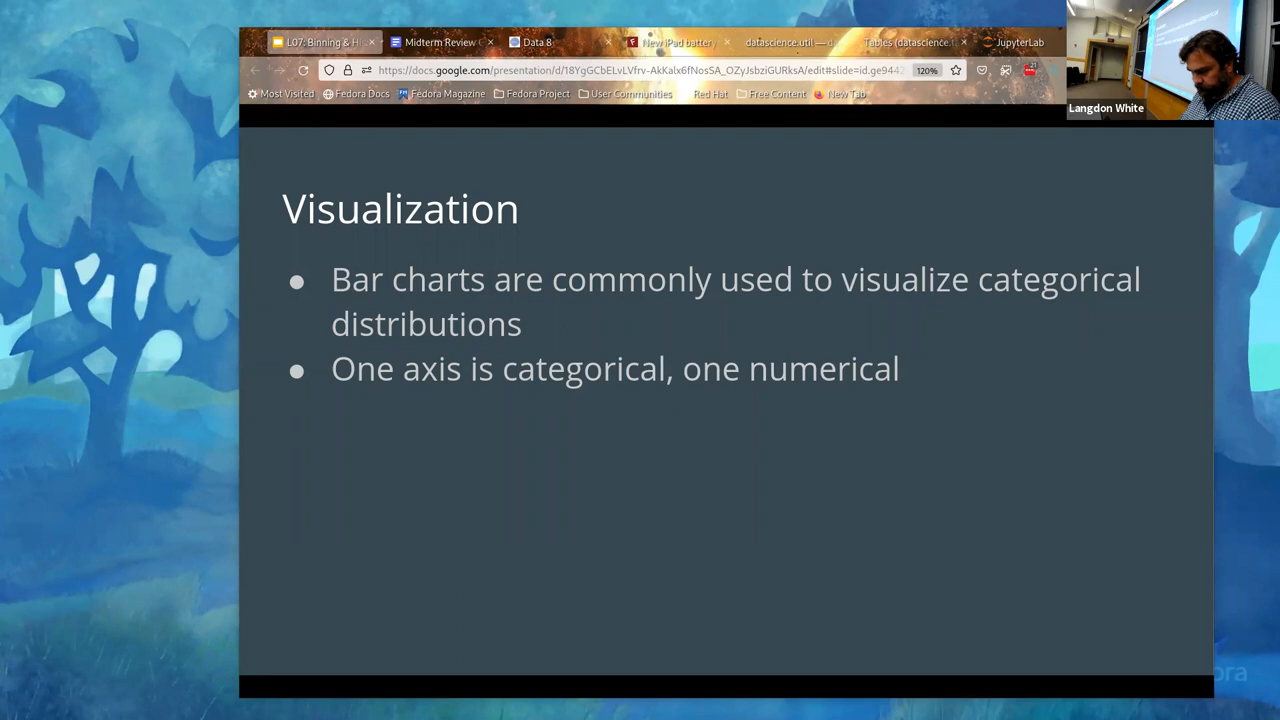 L07: Binning & H
Midterm Review
Data 8
New iPad battery
datascience.util — d
Tables (datascience.t
JupyterLab
https://docs.google.com/presentation/d/18YgGCbELvLVfrv-AkKalx6fNosSA_OZyJsbziGURksA/edit#slide=id.ge9442
120%
Most Visited
Fedora Docs
Fedora Magazine
Fedora Project
User Communities
Red Hat
Free Content
New Tab
Langdon White
Visualization
● Bar charts are commonly used to visualize categorical
distributions
● One axis is categorical, one numerical
ora